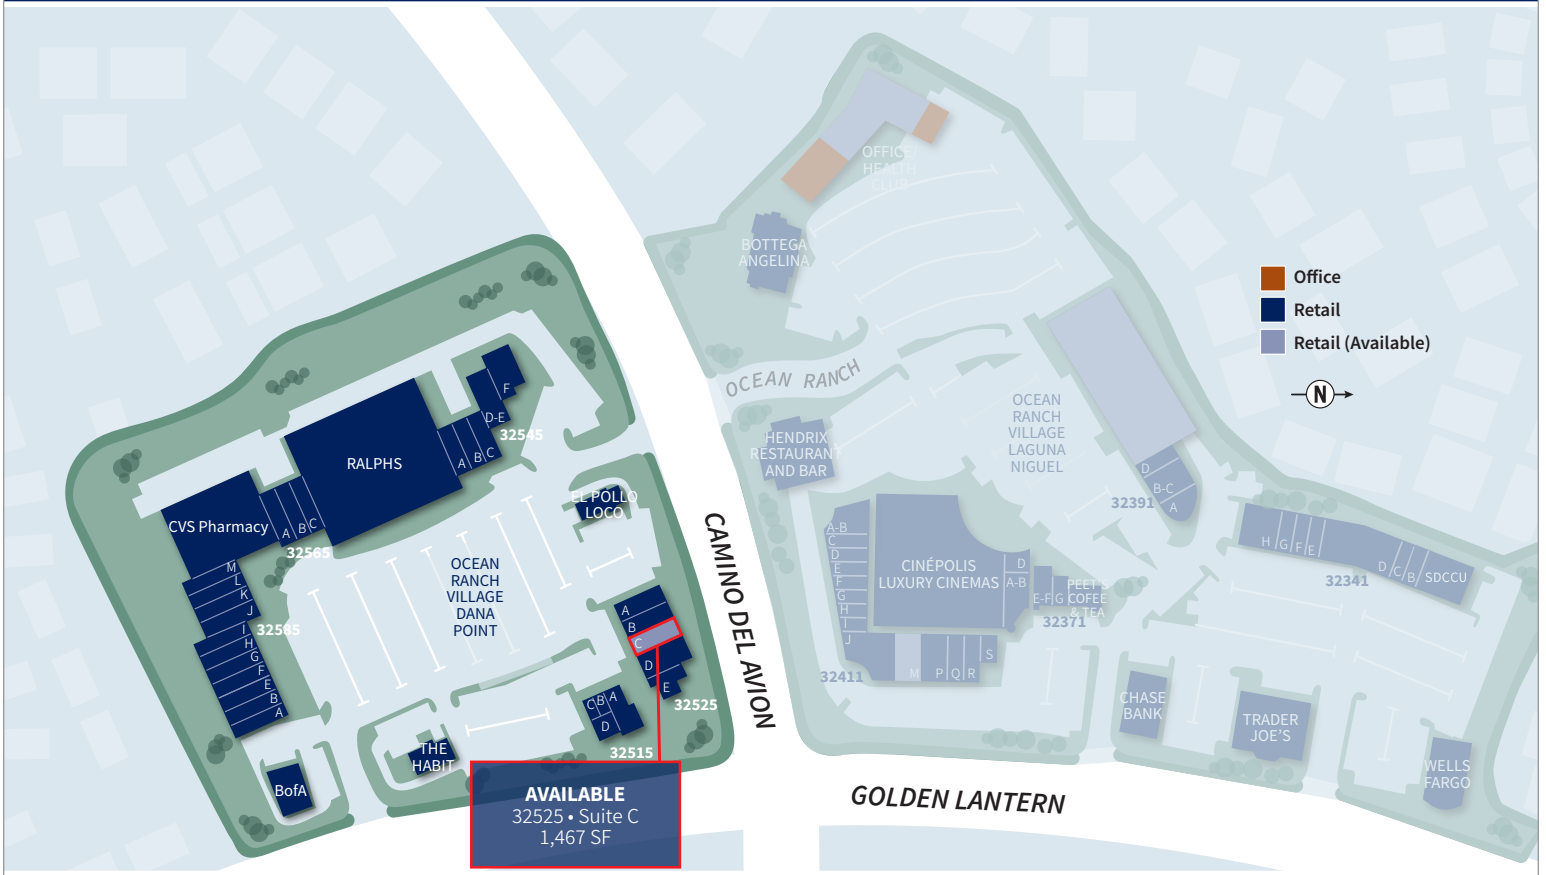 OFFICE/
HEALTH
CLUB
BOTTEGA
ANGELINA
Office
Retail
Retail (Available)
N
OCEAN RANCH
F
D-E
32545
A
B
C
RALPHS
CVS Pharmacy
A
B
C
32565
M
L
K
J
I
32585
H
G
F
E
B
A
BofA
THE
HABIT
OCEAN
RANCH
VILLAGE
DANA
POINT
EL POLLO
LOCO
A
B
C
D
E
32525
C
B
A
D
32515
AVAILABLE
32525 • Suite C
1,467 SF
CAMINO DEL AVION
GOLDEN LANTERN
HENDRIX
RESTAURANT
AND BAR
OCEAN
RANCH
VILLAGE
LAGUNA
NIGUEL
D
B-C
A
32391
A-B
C
D
E
F
G
H
I
J
CINÉPOLIS
LUXURY CINEMAS
D
A-B
E-F
G
PEET'S
COFEE
& TEA
32371
M
P
Q
R
S
32411
H
G
F
E
D
C
B
SDCCU
32341
CHASE
BANK
TRADER
JOE'S
WELLS
FARGO